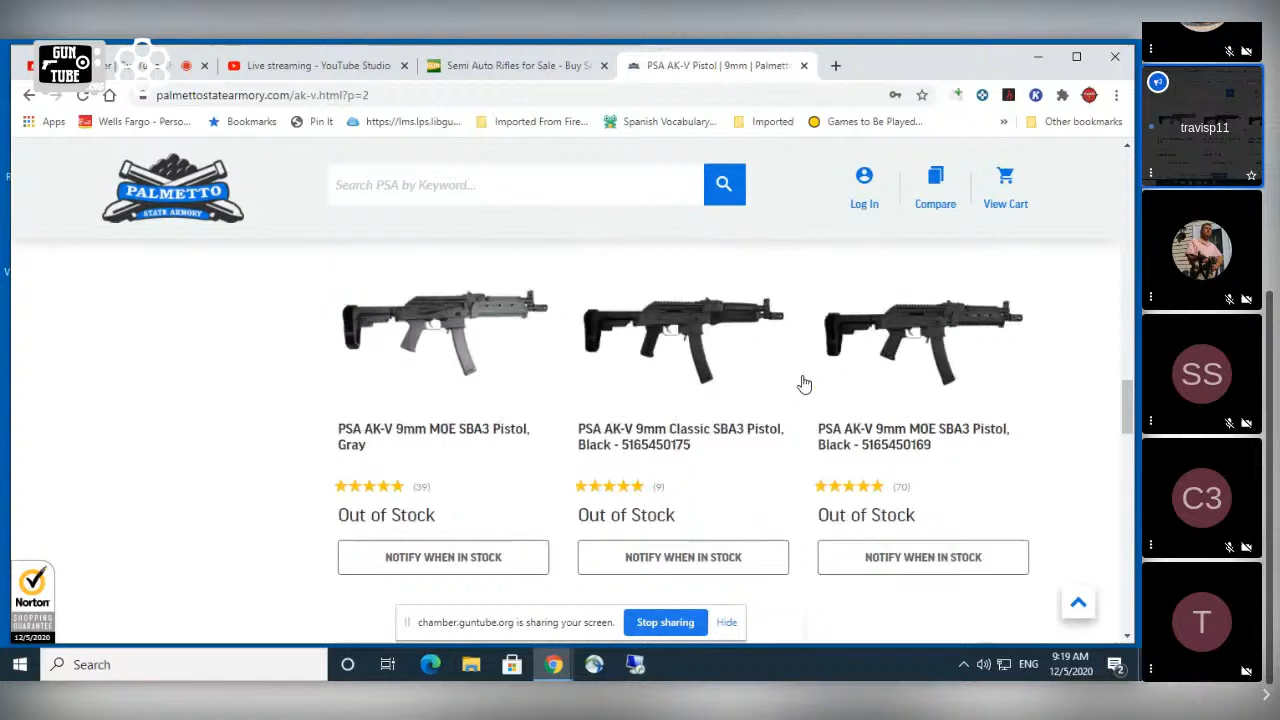 GUN
TUBE
Live streaming - YouTube Studio
Semi Auto Rifles for Sale - Buy S
PSA AK-V Pistol | 9mm | Palmett
palmettostatearmory.com/ak-v.html?p=2
Apps
Wells Fargo - Perso...
Bookmarks
Pin It
https://lms.lps.libgu...
Imported From Fire...
Spanish Vocabulary...
Imported
Games to Be Played...
Other bookmarks
PALMETTO
STATE ARMORY
Search PSA by Keyword...
Log In
Compare
View Cart
PSA AK-V 9mm MOE SBA3 Pistol,
Gray
(39)
Out of Stock
NOTIFY WHEN IN STOCK
PSA AK-V 9mm Classic SBA3 Pistol,
Black - 5165450175
(9)
Out of Stock
NOTIFY WHEN IN STOCK
PSA AK-V 9mm MOE SBA3 Pistol,
Black - 5165450169
(70)
Out of Stock
NOTIFY WHEN IN STOCK
Norton
SHOPPING
GUARANTEE
12/5/2020
chamber.guntube.org is sharing your screen.
Stop sharing
Hide
Search
ENG
9:19 AM
12/5/2020
2
travisp11
SS
C3
T